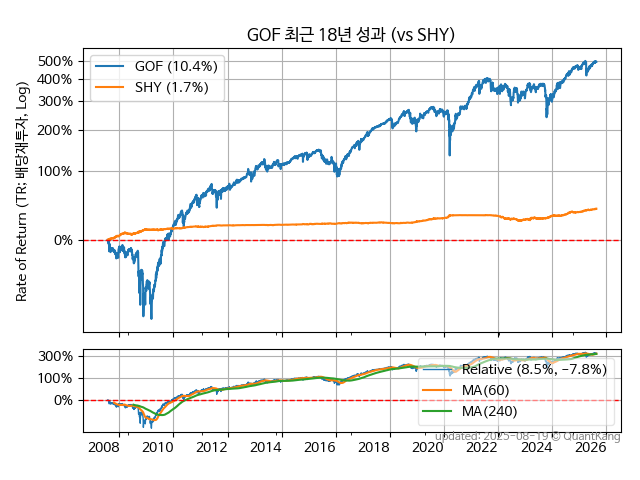 GOF 최근 18년 성과 (vs SHY)
Rate of Return (TR; 배당재투자, Log)
500%
400%
300%
200%
100%
0%
GOF (10.4%)
SHY (1.7%)
300%
100%
0%
Relative (8.5%, -7.8%)
MA(60)
MA(240)
updated: 2025-08-19 © QuantKang
2008 2010 2012 2014 2016 2018 2020 2022 2024 2026